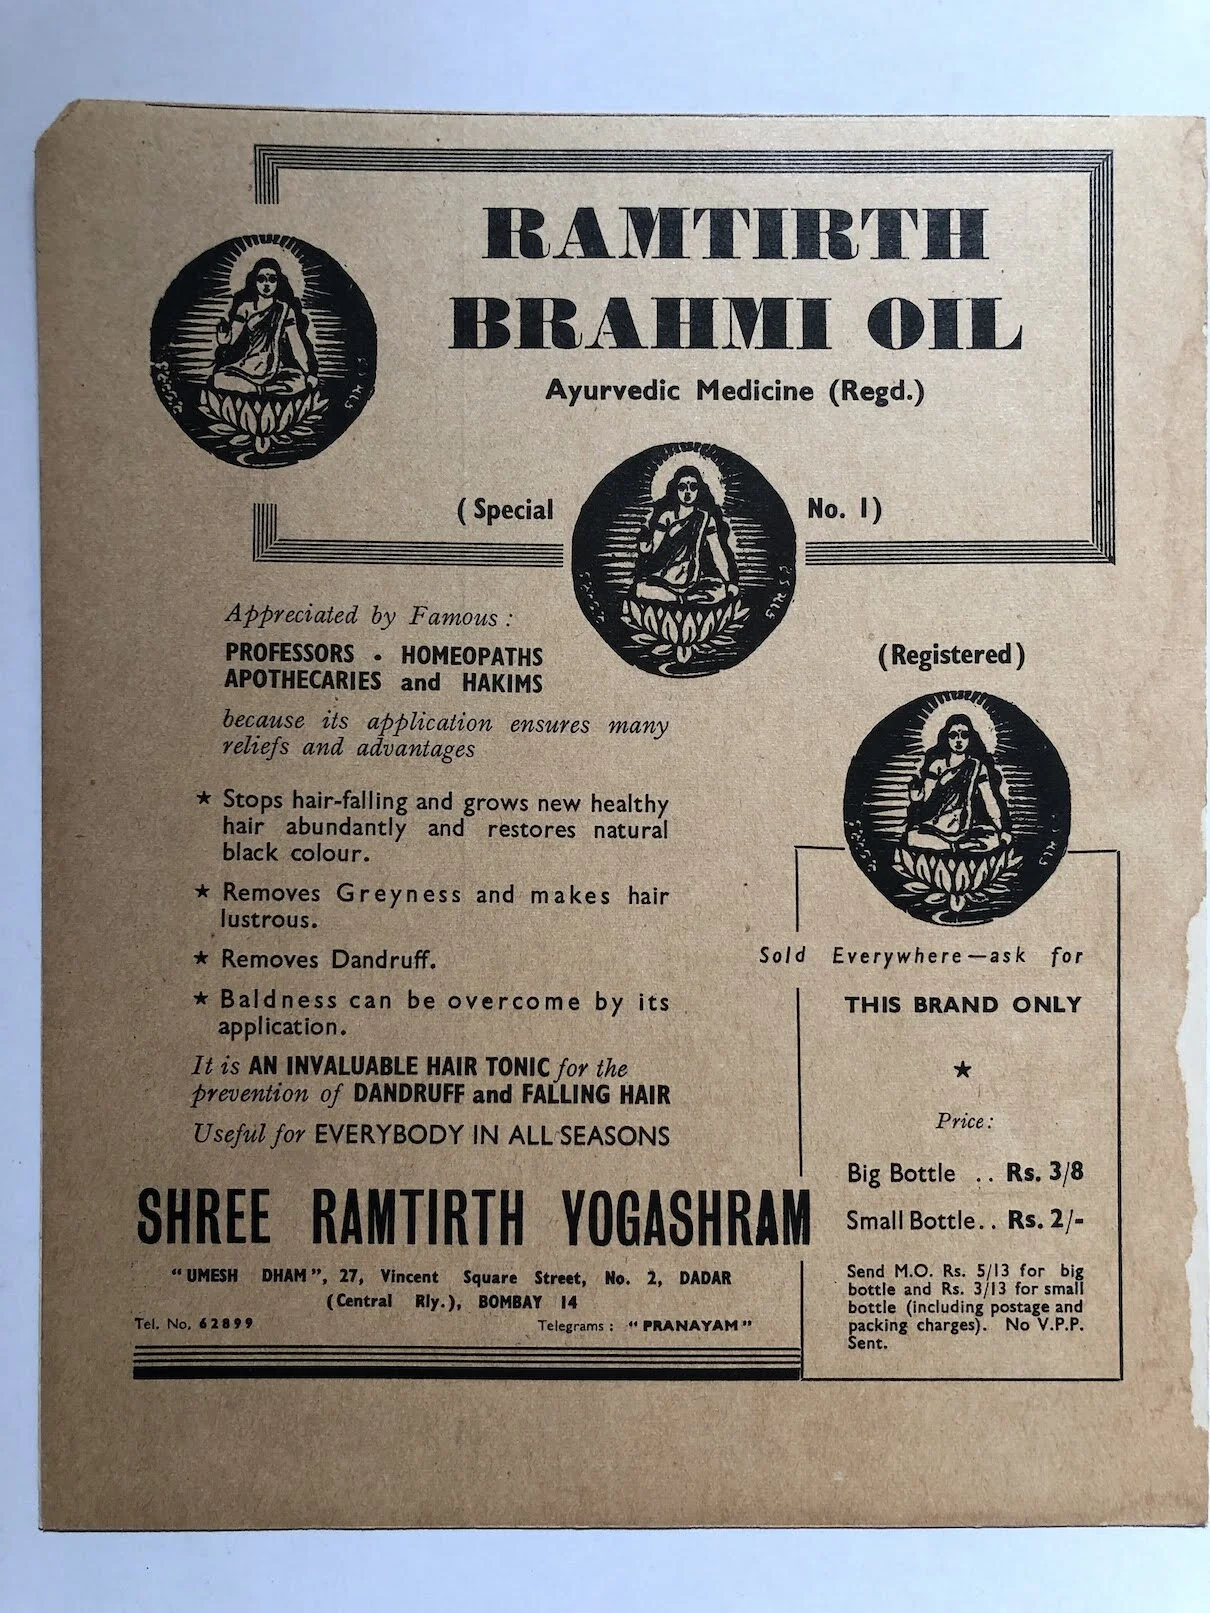 RAMTIRTH
BRAHMI OIL
Ayurvedic Medicine (Regd.)
(Special No. 1)
Appreciated by Famous :
PROFESSORS • HOMEOPATHS
APOTHECARIES and HAKIMS
because its application ensures many
reliefs and advantages
★ Stops hair-falling and grows new healthy
hair abundantly and restores natural
black colour.
★ Removes Greyness and makes hair
lustrous.
★ Removes Dandruff.
★ Baldness can be overcome by its
application.
It is AN INVALUABLE HAIR TONIC for the
prevention of DANDRUFF and FALLING HAIR
Useful for EVERYBODY IN ALL SEASONS
SHREE RAMTIRTH YOGASHRAM
"UMESH DHAM", 27, Vincent Square Street, No. 2, DADAR
(Central Rly.), BOMBAY 14
Tel. No. 62899 Telegrams : "PRANAYAM"
(Registered)
Sold Everywhere—ask for
THIS BRAND ONLY
★
Price :
Big Bottle .. Rs. 3/8
Small Bottle.. Rs. 2/-
Send M.O. Rs. 5/13 for big
bottle and Rs. 3/13 for small
bottle (including postage and
packing charges). No V.P.P.
Sent.